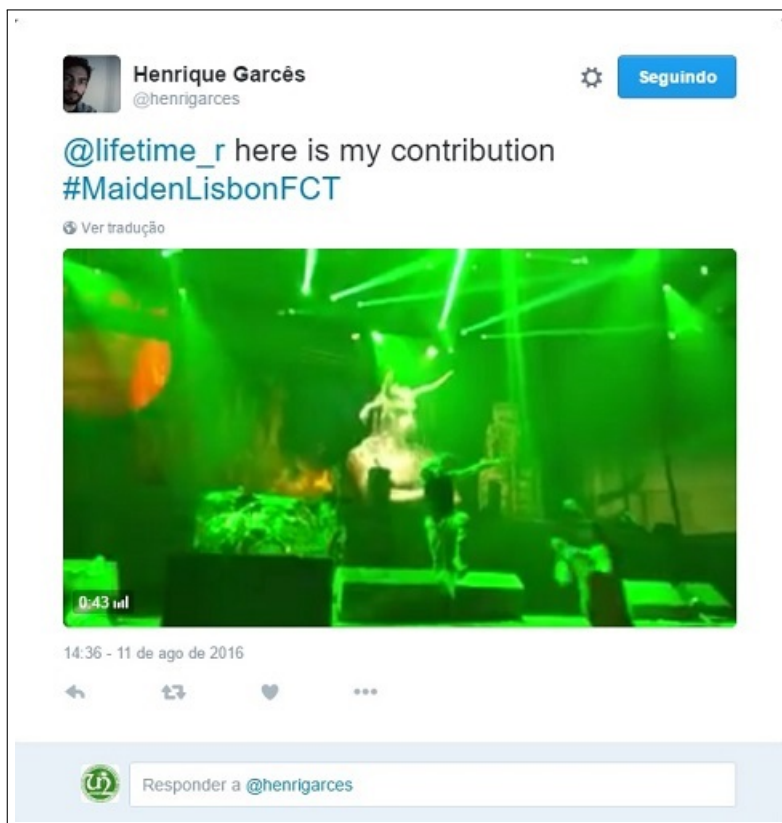 Henrique Garcês
@henrigarces
Seguindo
@lifetime_r here is my contribution
#MaidenLisbonFCT
Ver tradução
0:43
14:36 - 11 de ago de 2016
Responder a @henrigarces